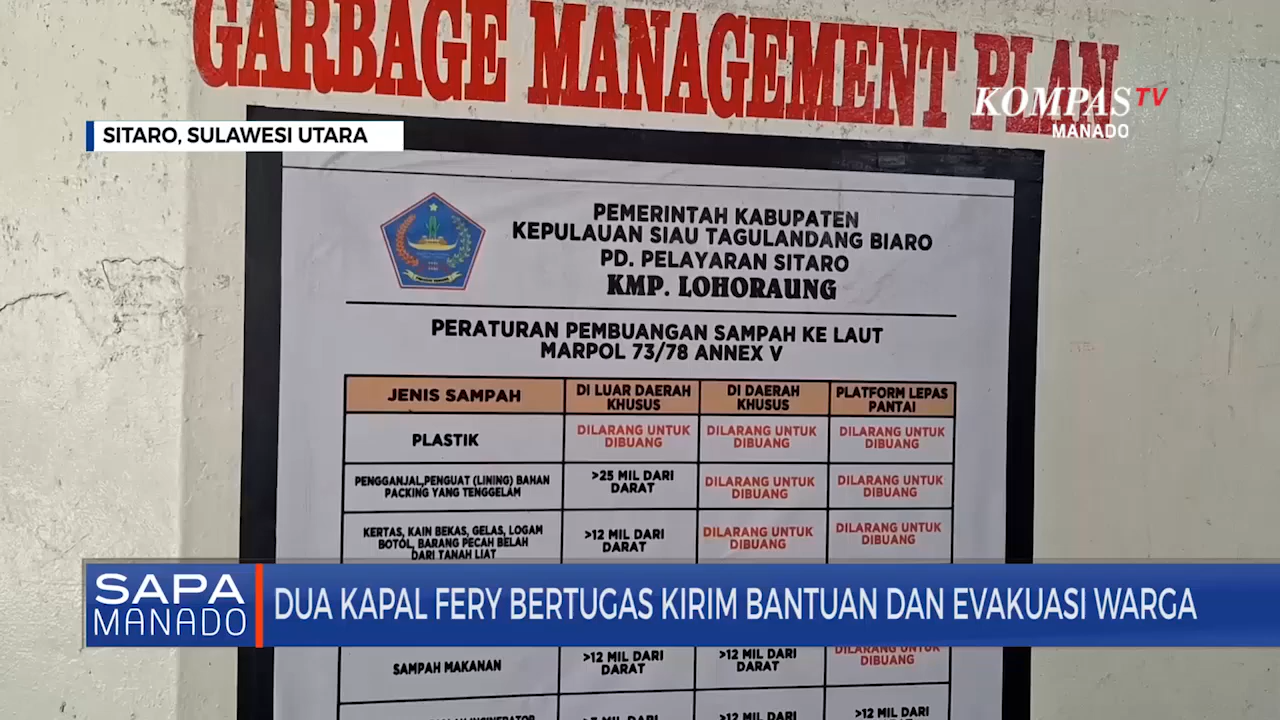 GARBAGE MANAGEMENT PLAN
KOMPAS TV
MANADO
SITARO, SULAWESI UTARA
PEMERINTAH KABUPATEN
KEPULAUAN SIAU TAGULANDANG BIARO
PD. PELAYARAN SITARO
KMP. LOHORAUNG
PERATURAN PEMBUANGAN SAMPAH KE LAUT
MARPOL 73/78 ANNEX V
JENIS SAMPAH
DI LUAR DAERAH
KHUSUS
DI DAERAH
KHUSUS
PLATFORM LEPAS
PANTAI
PLASTIK
DILARANG UNTUK
DIBUANG
DILARANG UNTUK
DIBUANG
DILARANG UNTUK
DIBUANG
PENGGANJAL,PENGUAT (LINING) BAHAN
PACKING YANG TENGGELAM
>25 MIL DARI
DARAT
DILARANG UNTUK
DIBUANG
DILARANG UNTUK
DIBUANG
KERTAS, KAIN BEKAS, GELAS, LOGAM
BOTOL, BARANG PECAH BELAH
DARI TANAH LIAT
>12 MIL DARI
DARAT
DILARANG UNTUK
DIBUANG
DILARANG UNTUK
DIBUANG
SAPA
MANADO
DUA KAPAL FERY BERTUGAS KIRIM BANTUAN DAN EVAKUASI WARGA
SAMPAH MAKANAN
>12 MIL DARI
DARAT
>12 MIL DARI
DARAT
DILARANG UNTUK
DIBUANG
>12 MIL DARI
>12 MIL DARI